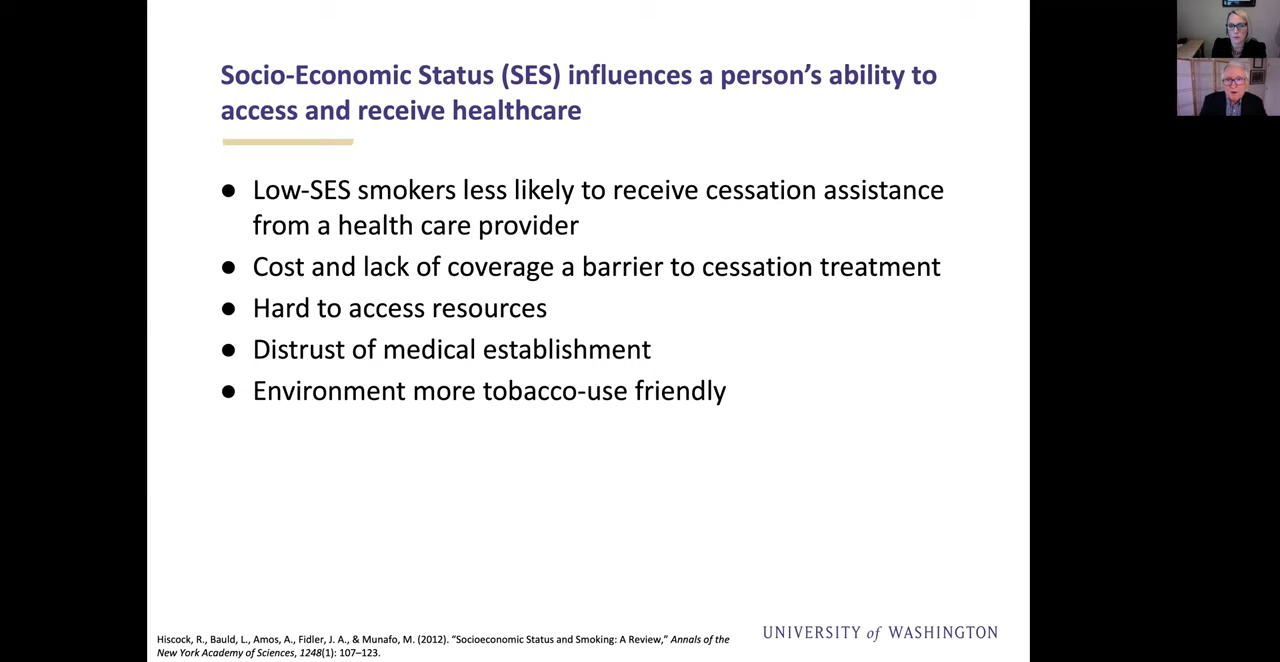 Socio-Economic Status (SES) influences a person’s ability to
access and receive healthcare
● Low-SES smokers less likely to receive cessation assistance
from a health care provider
● Cost and lack of coverage a barrier to cessation treatment
● Hard to access resources
● Distrust of medical establishment
● Environment more tobacco-use friendly
Hiscock, R., Bauld, L., Amos, A., Fidler, J. A., & Munafo, M. (2012). “Socioeconomic Status and Smoking: A Review,” Annals of the
New York Academy of Sciences, 1248(1): 107–123.
UNIVERSITY of WASHINGTON